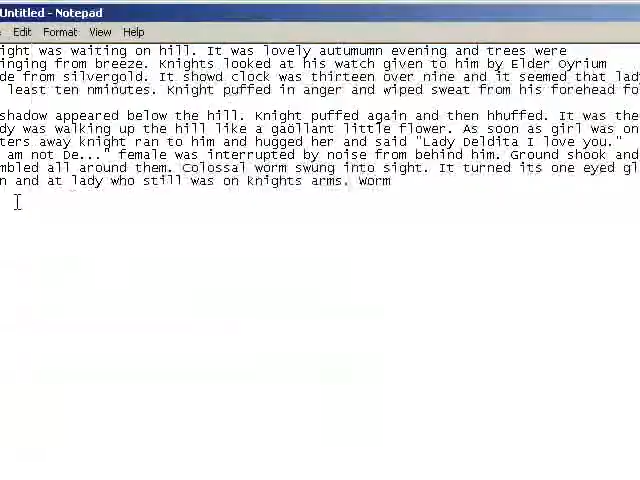 Untitled - Notepad
Edit Format View Help
ight was waiting on hill. It was lovely autumumn evening and trees were
inging from breeze. Knights looked at his watch given to him by Elder Oyrium
de from silvergold. It showd clock was thirteen over nine and it seemed that lad
least ten nminutes. Knight puffed in anger and wiped sweat from his forehead fo
shadow appeared below the hill. Knight puffed again and then hhuffed. It was the
dy was walking up the hill like a gaöllant little flower. As soon as girl was on
ters away knight ran to him and hugged her and said "Lady Deldita I love you."
am not De..." female was interrupted by noise from behind him. Ground shook and
mbled all around them. Colossal worm swung into sight. It turned its one eyed gl
n and at lady who still was on knights arms. Worm